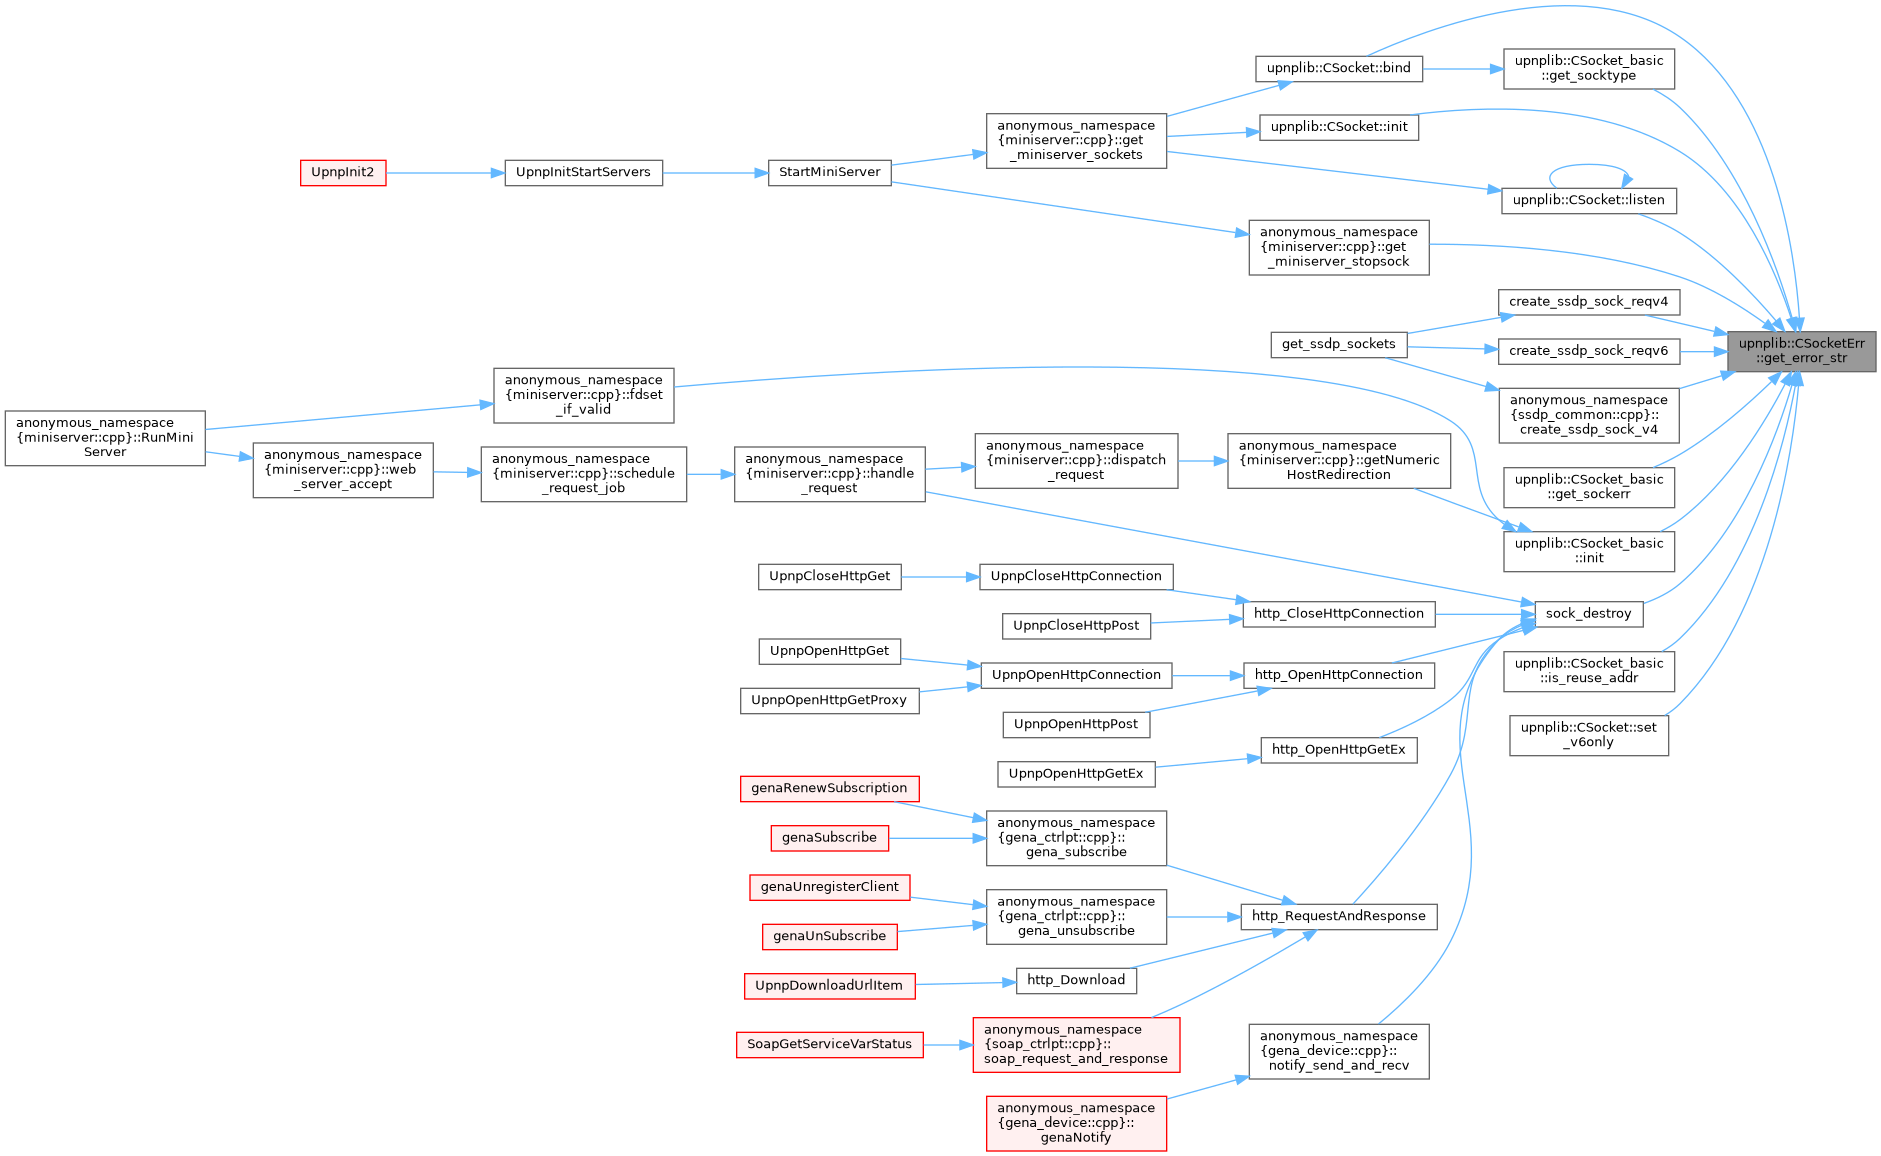 upnplib::CSocketErr
::get_error_str
upnplib::CSocket::bind
upnplib::CSocket_basic
::get_socktype
anonymous_namespace
{miniserver::cpp}::get
_miniserver_sockets
upnplib::CSocket::init
UpnpInit2
UpnpInitStartServers
StartMiniServer
upnplib::CSocket::listen
anonymous_namespace
{miniserver::cpp}::get
_miniserver_stopsock
create_ssdp_sock_reqv4
get_ssdp_sockets
create_ssdp_sock_reqv6
anonymous_namespace
{ssdp_common::cpp}::
create_ssdp_sock_v4
anonymous_namespace
{miniserver::cpp}::fdset
_if_valid
anonymous_namespace
{miniserver::cpp}::RunMini
Server
anonymous_namespace
{miniserver::cpp}::web
_server_accept
anonymous_namespace
{miniserver::cpp}::schedule
_request_job
anonymous_namespace
{miniserver::cpp}::handle
_request
anonymous_namespace
{miniserver::cpp}::dispatch
_request
anonymous_namespace
{miniserver::cpp}::getNumeric
HostRedirection
upnplib::CSocket_basic
::get_sockerr
upnplib::CSocket_basic
::init
UpnpCloseHttpGet
UpnpCloseHttpConnection
http_CloseHttpConnection
sock_destroy
UpnpCloseHttpPost
UpnpOpenHttpGet
UpnpOpenHttpConnection
http_OpenHttpConnection
upnplib::CSocket_basic
::is_reuse_addr
UpnpOpenHttpGetProxy
UpnpOpenHttpPost
upnplib::CSocket::set
_v6only
http_OpenHttpGetEx
UpnpOpenHttpGetEx
genaRenewSubscription
genaSubscribe
anonymous_namespace
{gena_ctrlpt::cpp}::
gena_subscribe
genaUnregisterClient
genaUnSubscribe
anonymous_namespace
{gena_ctrlpt::cpp}::
gena_unsubscribe
http_RequestAndResponse
UpnpDownloadUrlItem
http_Download
SoapGetServiceVarStatus
anonymous_namespace
{soap_ctrlpt::cpp}::
soap_request_and_response
anonymous_namespace
{gena_device::cpp}::
notify_send_and_recv
anonymous_namespace
{gena_device::cpp}::
genaNotify